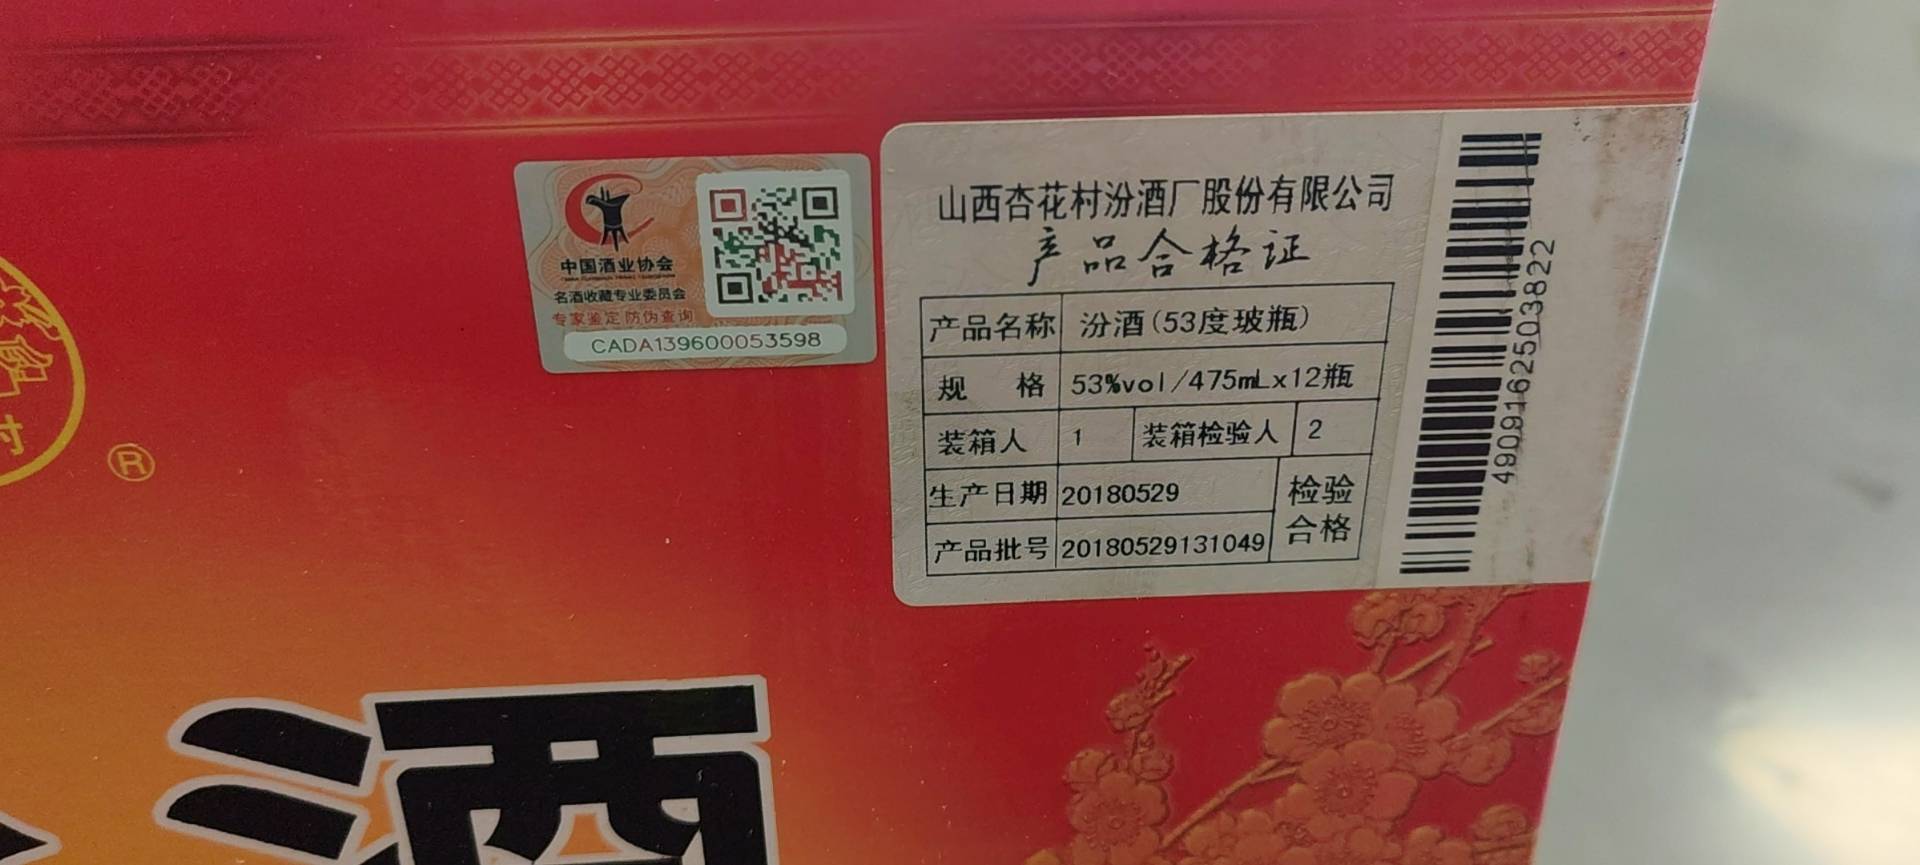 中国酒业协会
名酒收藏专业委员会
专家鉴定 防伪查询
CADA139600053598
山西杏花村汾酒厂股份有限公司
产品合格证
产品名称 汾酒(53度玻瓶)
规 格 53%vol/475mLx12瓶
装箱人 1 装箱检验人 2
生产日期 20180529 检验
产品批号 20180529131049 合格
4909162503822
村
®
酒